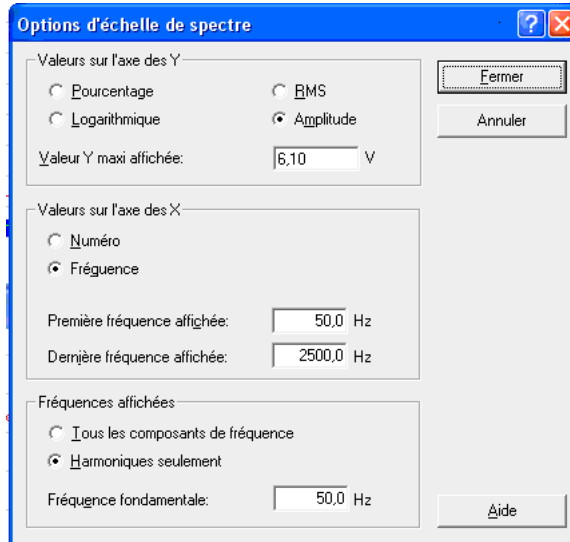 Options d'échelle de spectre
Valeurs sur l'axe des Y
Pourcentage
RMS
Logarithmique
Amplitude
Valeur Y maxi affichée:
6,10
V
Fermer
Annuler
Valeurs sur l'axe des X
Numéro
Fréquence
Première fréquence affichée:
50,0
Hz
Dernière fréquence affichée:
2500,0
Hz
Fréquences affichées
Tous les composants de fréquence
Harmoniques seulement
Fréquence fondamentale:
50,0
Hz
Aide